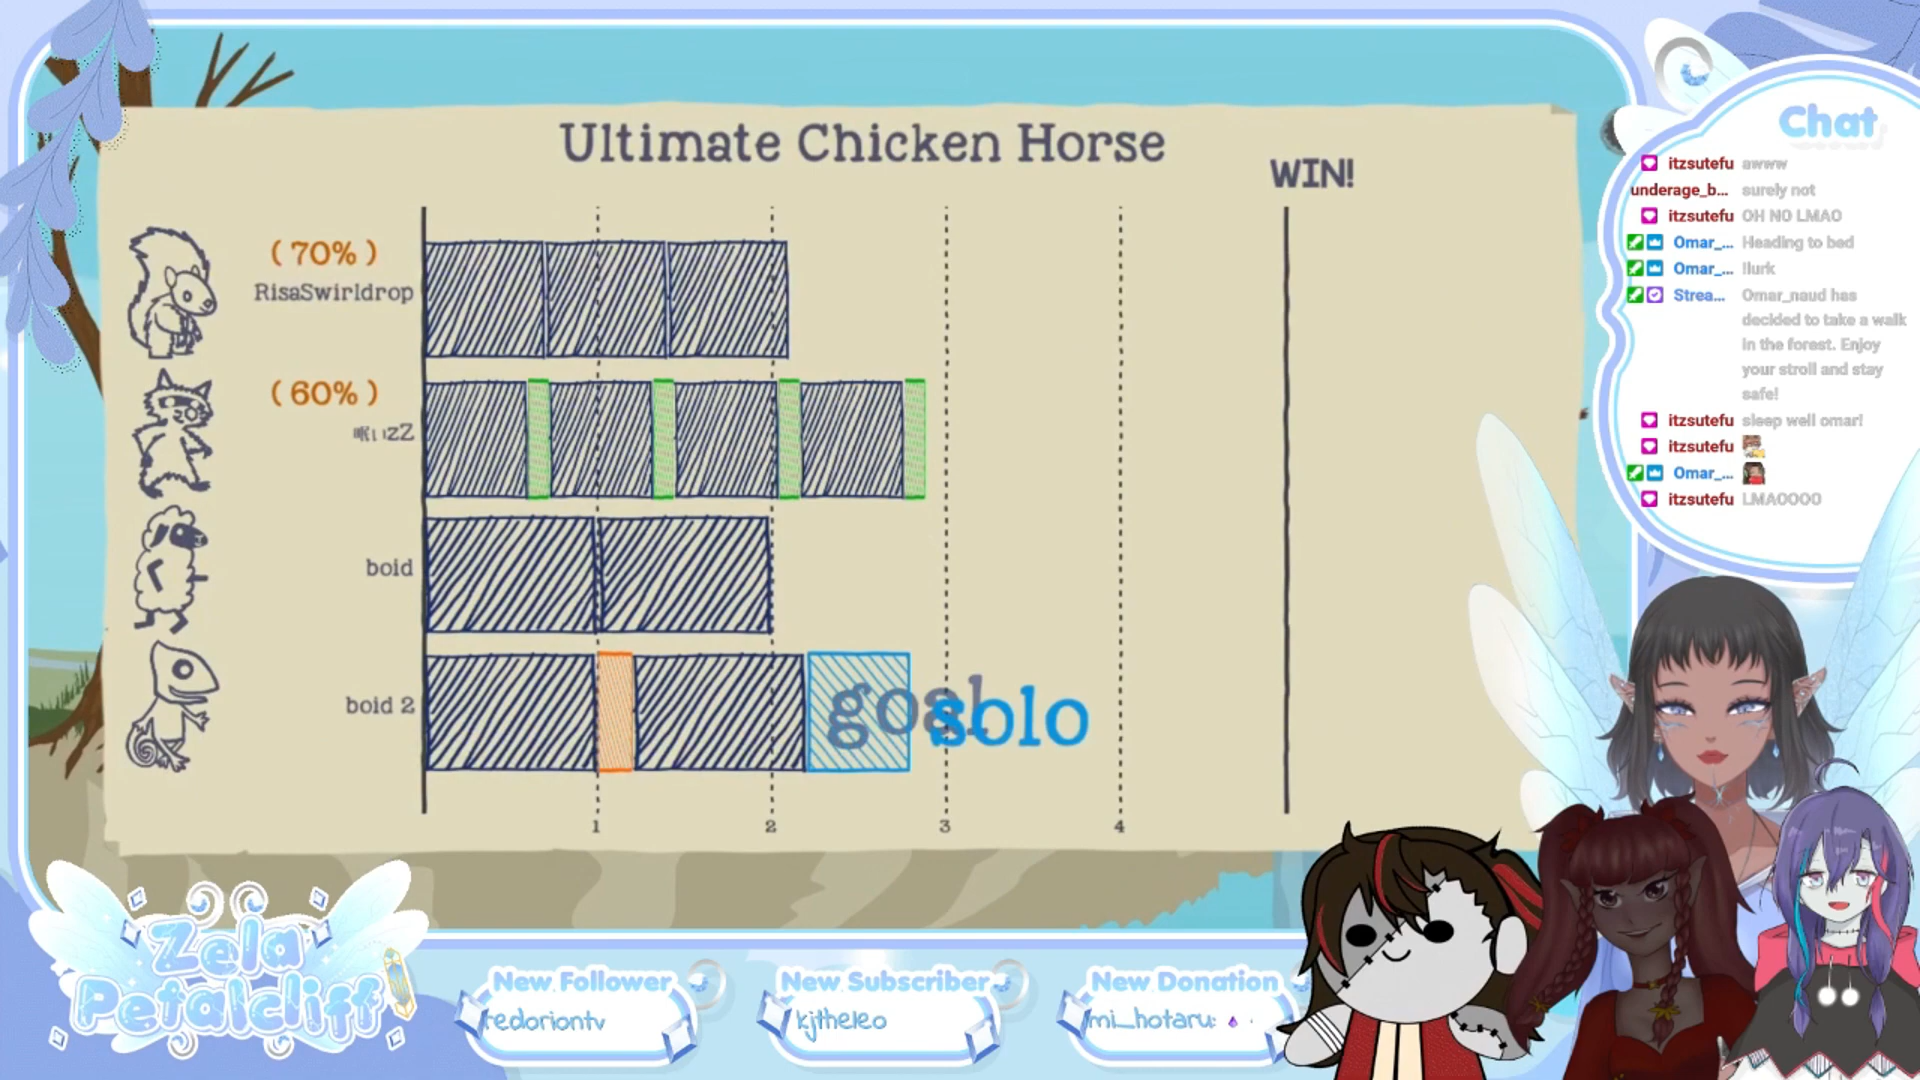 Ultimate Chicken Horse
WIN!
( 70% )
RisaSwirldrop
( 60% )
zZ
boid
boid 2
goal
solo
1
2
3
4
Chat
itzsutefu awww
underage_b... surely not
itzsutefu OH NO LMAO
Omar_... Heading to bed
Omar_... !lurk
Strea... Omar_naud has
decided to take a walk
in the forest. Enjoy
your stroll and stay
safe!
itzsutefu sleep well omar!
itzsutefu
Omar_...
itzsutefu LMAOOOO
Zela
Petalcliff
New Follower
redoriontv
New Subscriber
kjtheleo
New Donation
mi_hotaru: